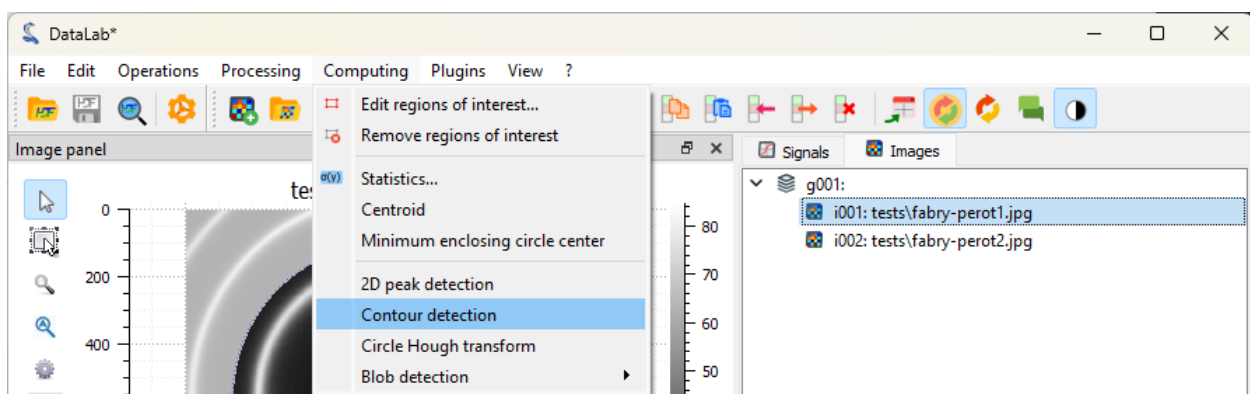 DataLab*
File Edit Operations Processing Computing Plugins View ?
Edit regions of interest...
Remove regions of interest
Statistics...
Centroid
Minimum enclosing circle center
2D peak detection
Contour detection
Circle Hough transform
Blob detection
Image panel
0
200
400
80
70
60
50
Signals Images
g001:
i001: tests\fabry-perot1.jpg
i002: tests\fabry-perot2.jpg